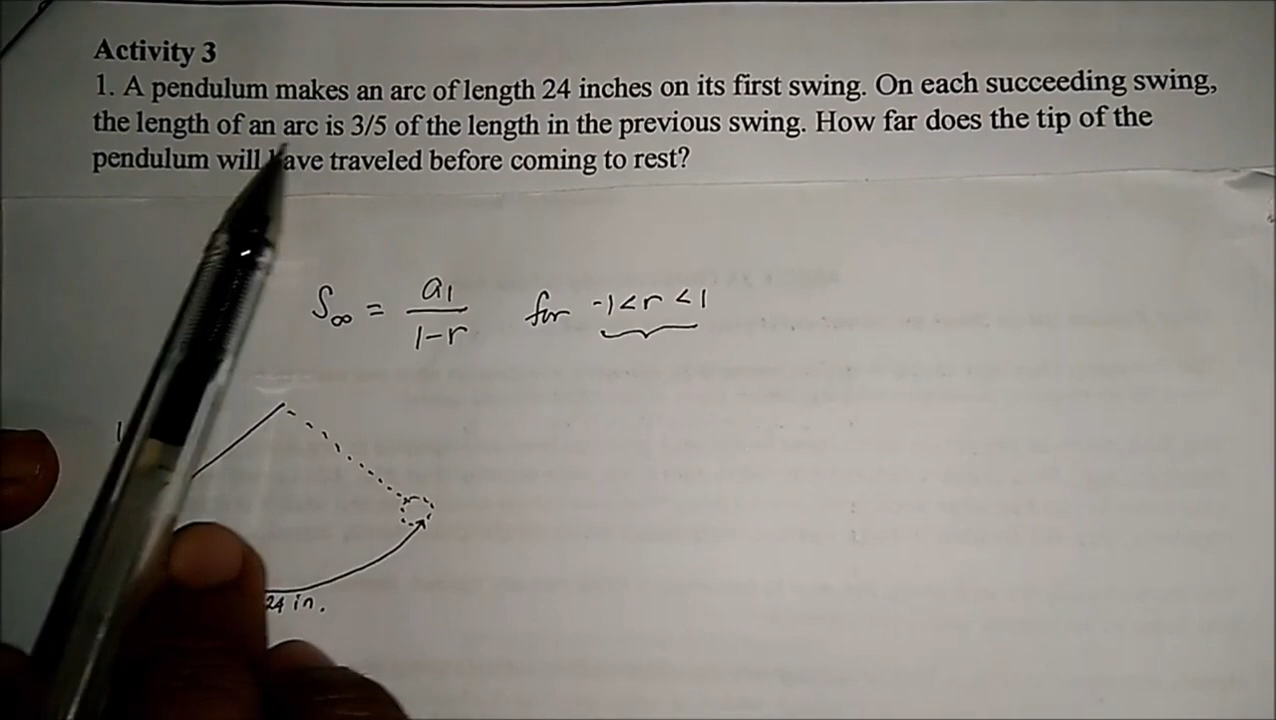 Activity 3
1. A pendulum makes an arc of length 24 inches on its first swing. On each succeeding swing,
the length of an arc is 3/5 of the length in the previous swing. How far does the tip of the
pendulum will have traveled before coming to rest?
S∞ = a1 / 1-r for -1<r<1
24 in.